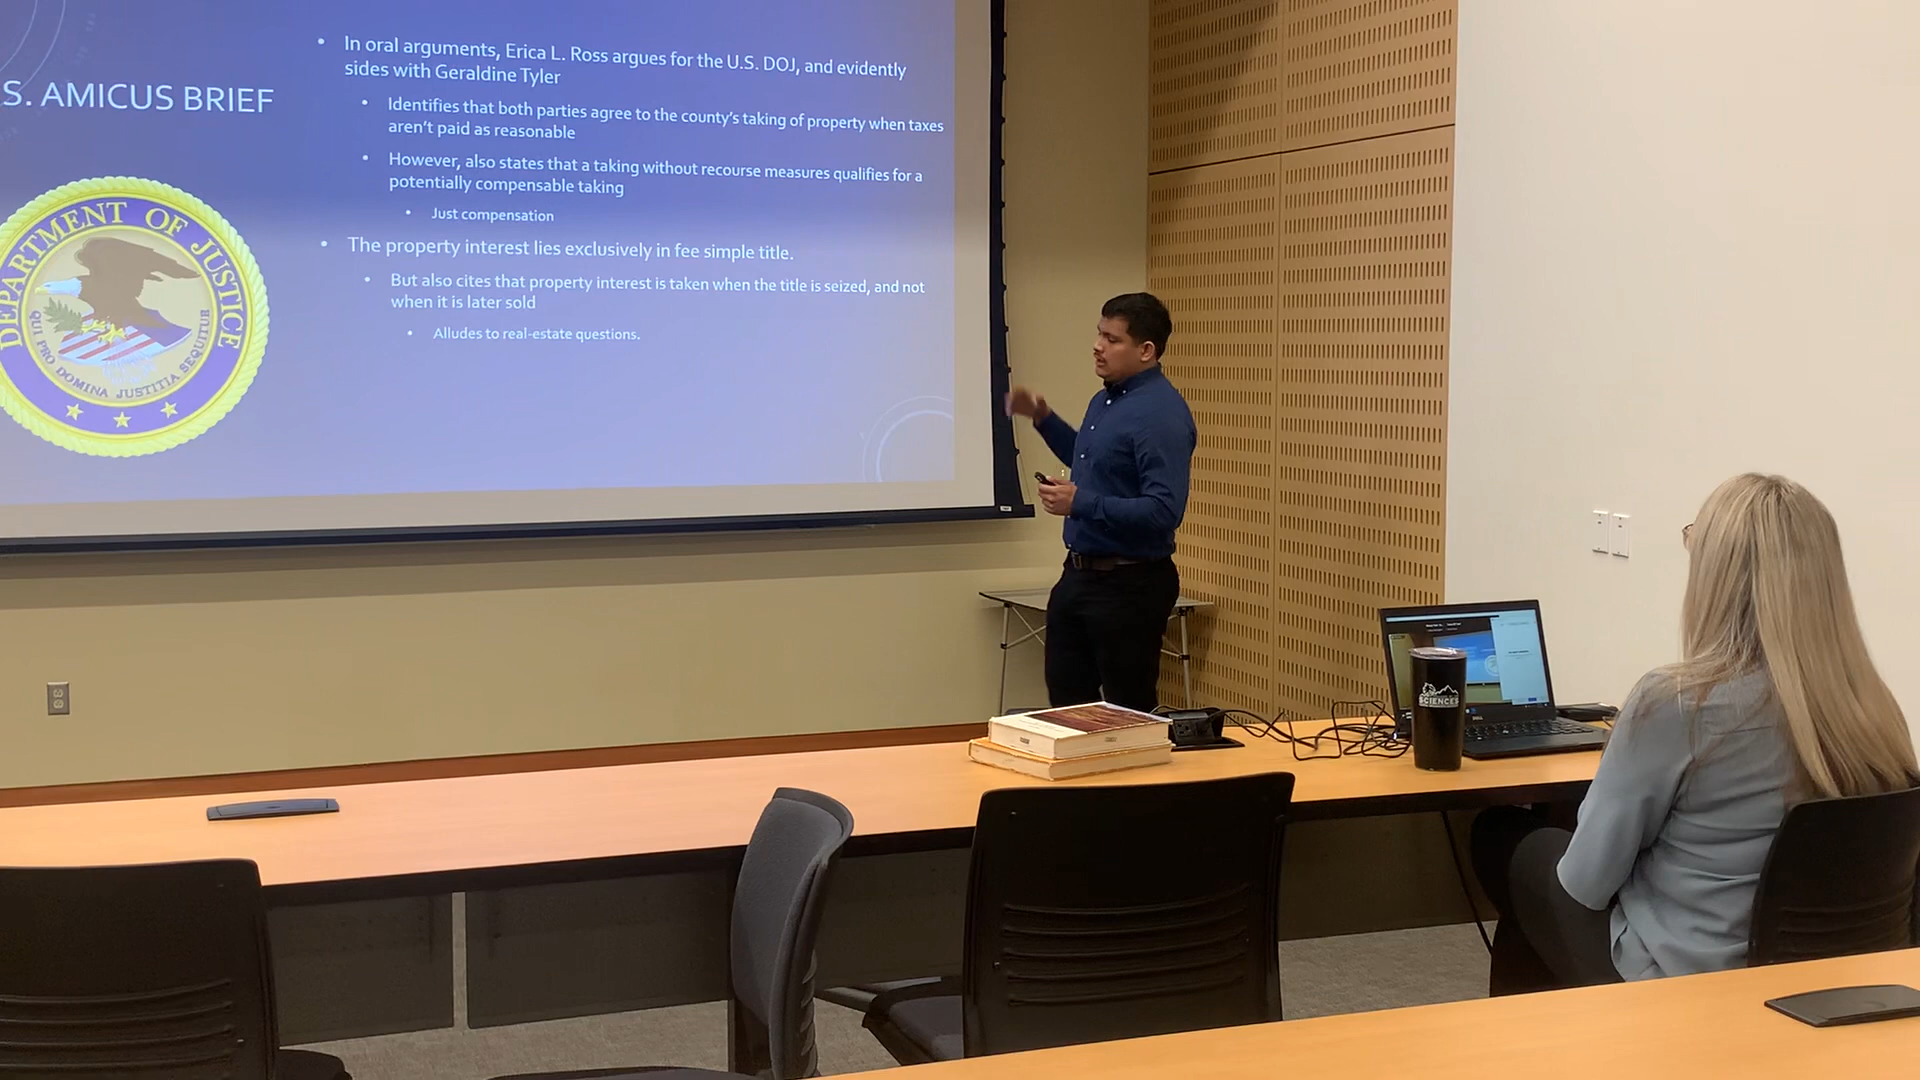 S. AMICUS BRIEF
• In oral arguments, Erica L. Ross argues for the U.S. DOJ, and evidently
sides with Geraldine Tyler
• Identifies that both parties agree to the county's taking of property when taxes
aren't paid as reasonable
• However, also states that a taking without recourse measures qualifies for a
potentially compensable taking
• Just compensation
• The property interest lies exclusively in fee simple title.
• But also cites that property interest is taken when the title is seized, and not
when it is later sold
• Alludes to real-estate questions.
DEPARTMENT OF JUSTICE
QUI PRO DOMINA JUSTITIA SEQUITUR
SCIENCES
DELL